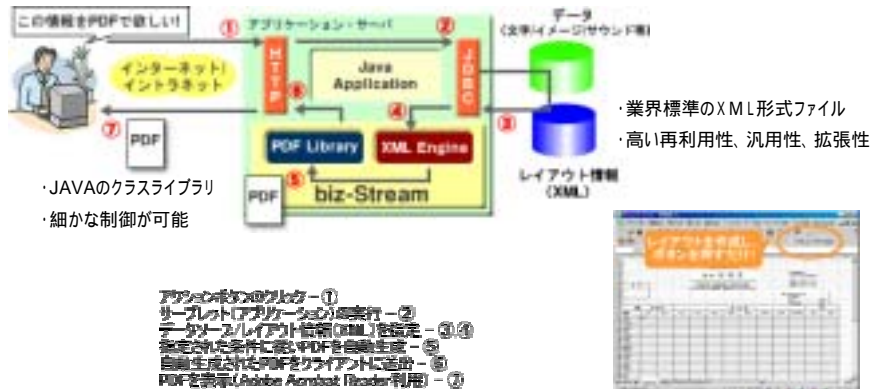 この情報をPDFで欲しい!
①
アプリケーション・サーバ
②
データ
(文字/イメージ/サウンド等)
インターネット/
イントラネット
HTTP
Java
Application
JDBC
⑥
④
③
⑦
PDF
PDF Library
XML Engine
⑤
PDF
biz-Stream
レイアウト情報
(XML)
・業界標準のXML形式ファイル
・高い再利用性、汎用性、拡張性
・JAVAのクラスライブラリ
・細かな制御が可能
レイアウトを作成し、
ボタンを押すだけ!
アクションボタンのクリック – ①
サーブレット(アプリケーション)の実行 – ②
データソース/レイアウト情報(XML)を指定 – ③,④
指定された条件に従いPDFを自動生成 – ⑤
自動生成されたPDFをクライアントに送出 – ⑥
PDFを表示(Adobe Acrobat Reader利用) – ⑦